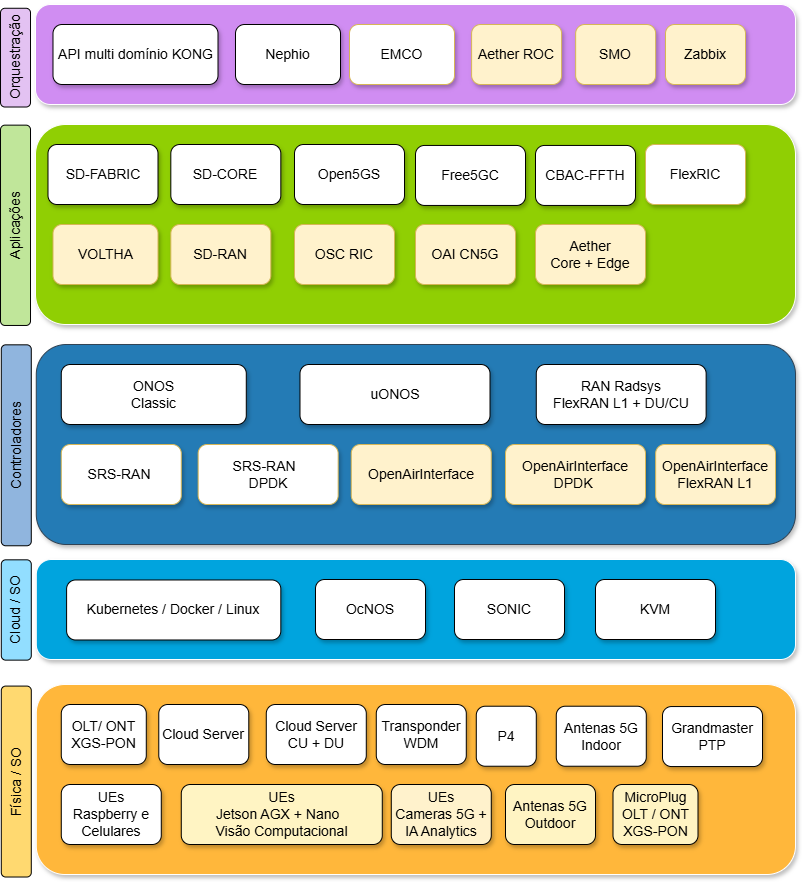 Orquestração
API multi domínio KONG
Nephio
EMCO
Aether ROC
SMO
Zabbix
Aplicações
SD-FABRIC
SD-CORE
Open5GS
Free5GC
CBAC-FFTH
FlexRIC
VOLTHA
SD-RAN
OSC RIC
OAI CN5G
Aether
Core + Edge
Controladores
ONOS
Classic
uONOS
RAN Radsys
FlexRAN L1 + DU/CU
SRS-RAN
SRS-RAN
DPDK
OpenAirInterface
OpenAirInterface
DPDK
OpenAirInterface
FlexRAN L1
Cloud / SO
Kubernetes / Docker / Linux
OcNOS
SONIC
KVM
Física / SO
OLT/ ONT
XGS-PON
Cloud Server
Cloud Server
CU + DU
Transponder
WDM
P4
Antenas 5G
Indoor
Grandmaster
PTP
UEs
Raspberry e
Celulares
UEs
Jetson AGX + Nano
Visão Computacional
UEs
Cameras 5G +
IA Analytics
Antenas 5G
Outdoor
MicroPlug
OLT / ONT
XGS-PON